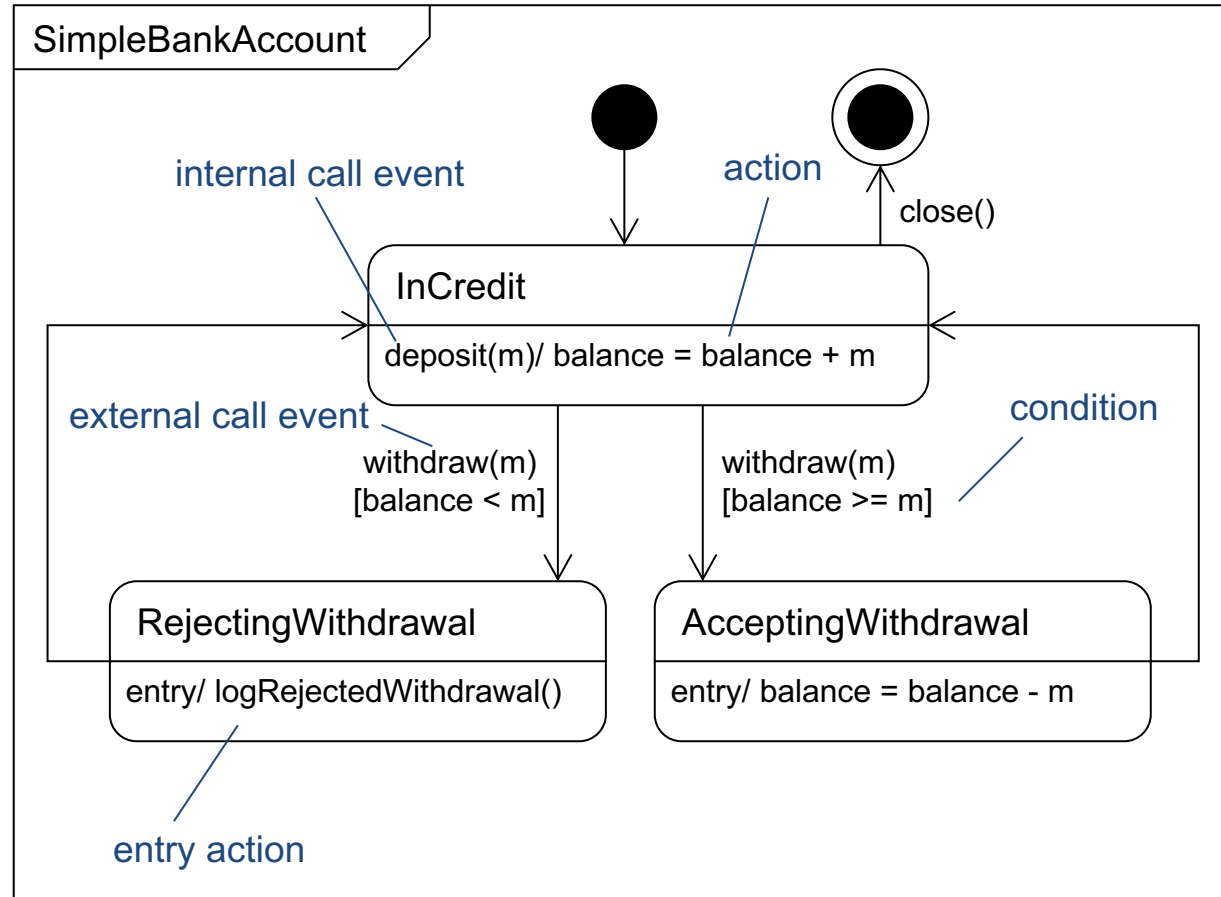 SimpleBankAccount
internal call event
action
close()
InCredit
deposit(m)/ balance = balance + m
external call event
condition
withdraw(m)
[balance < m]
withdraw(m)
[balance >= m]
RejectingWithdrawal
entry/ logRejectedWithdrawal()
AcceptingWithdrawal
entry/ balance = balance - m
entry action